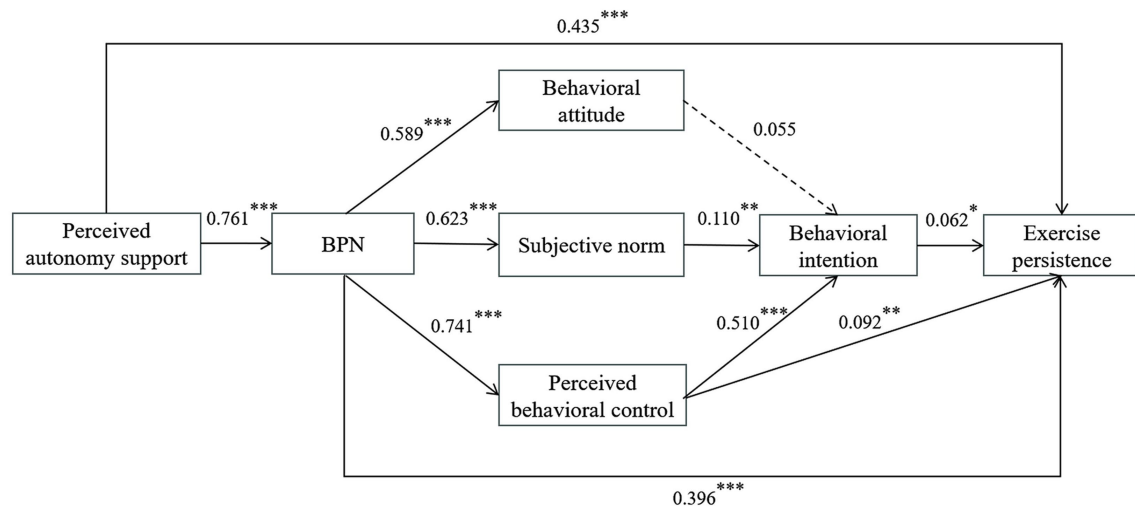 0.435***
Behavioral
attitude
0.589***
0.055
Perceived
autonomy support
0.761***
BPN
0.623***
Subjective norm
0.110**
Behavioral
intention
0.062*
Exercise
persistence
0.741***
0.510***
0.092**
Perceived
behavioral control
0.396***